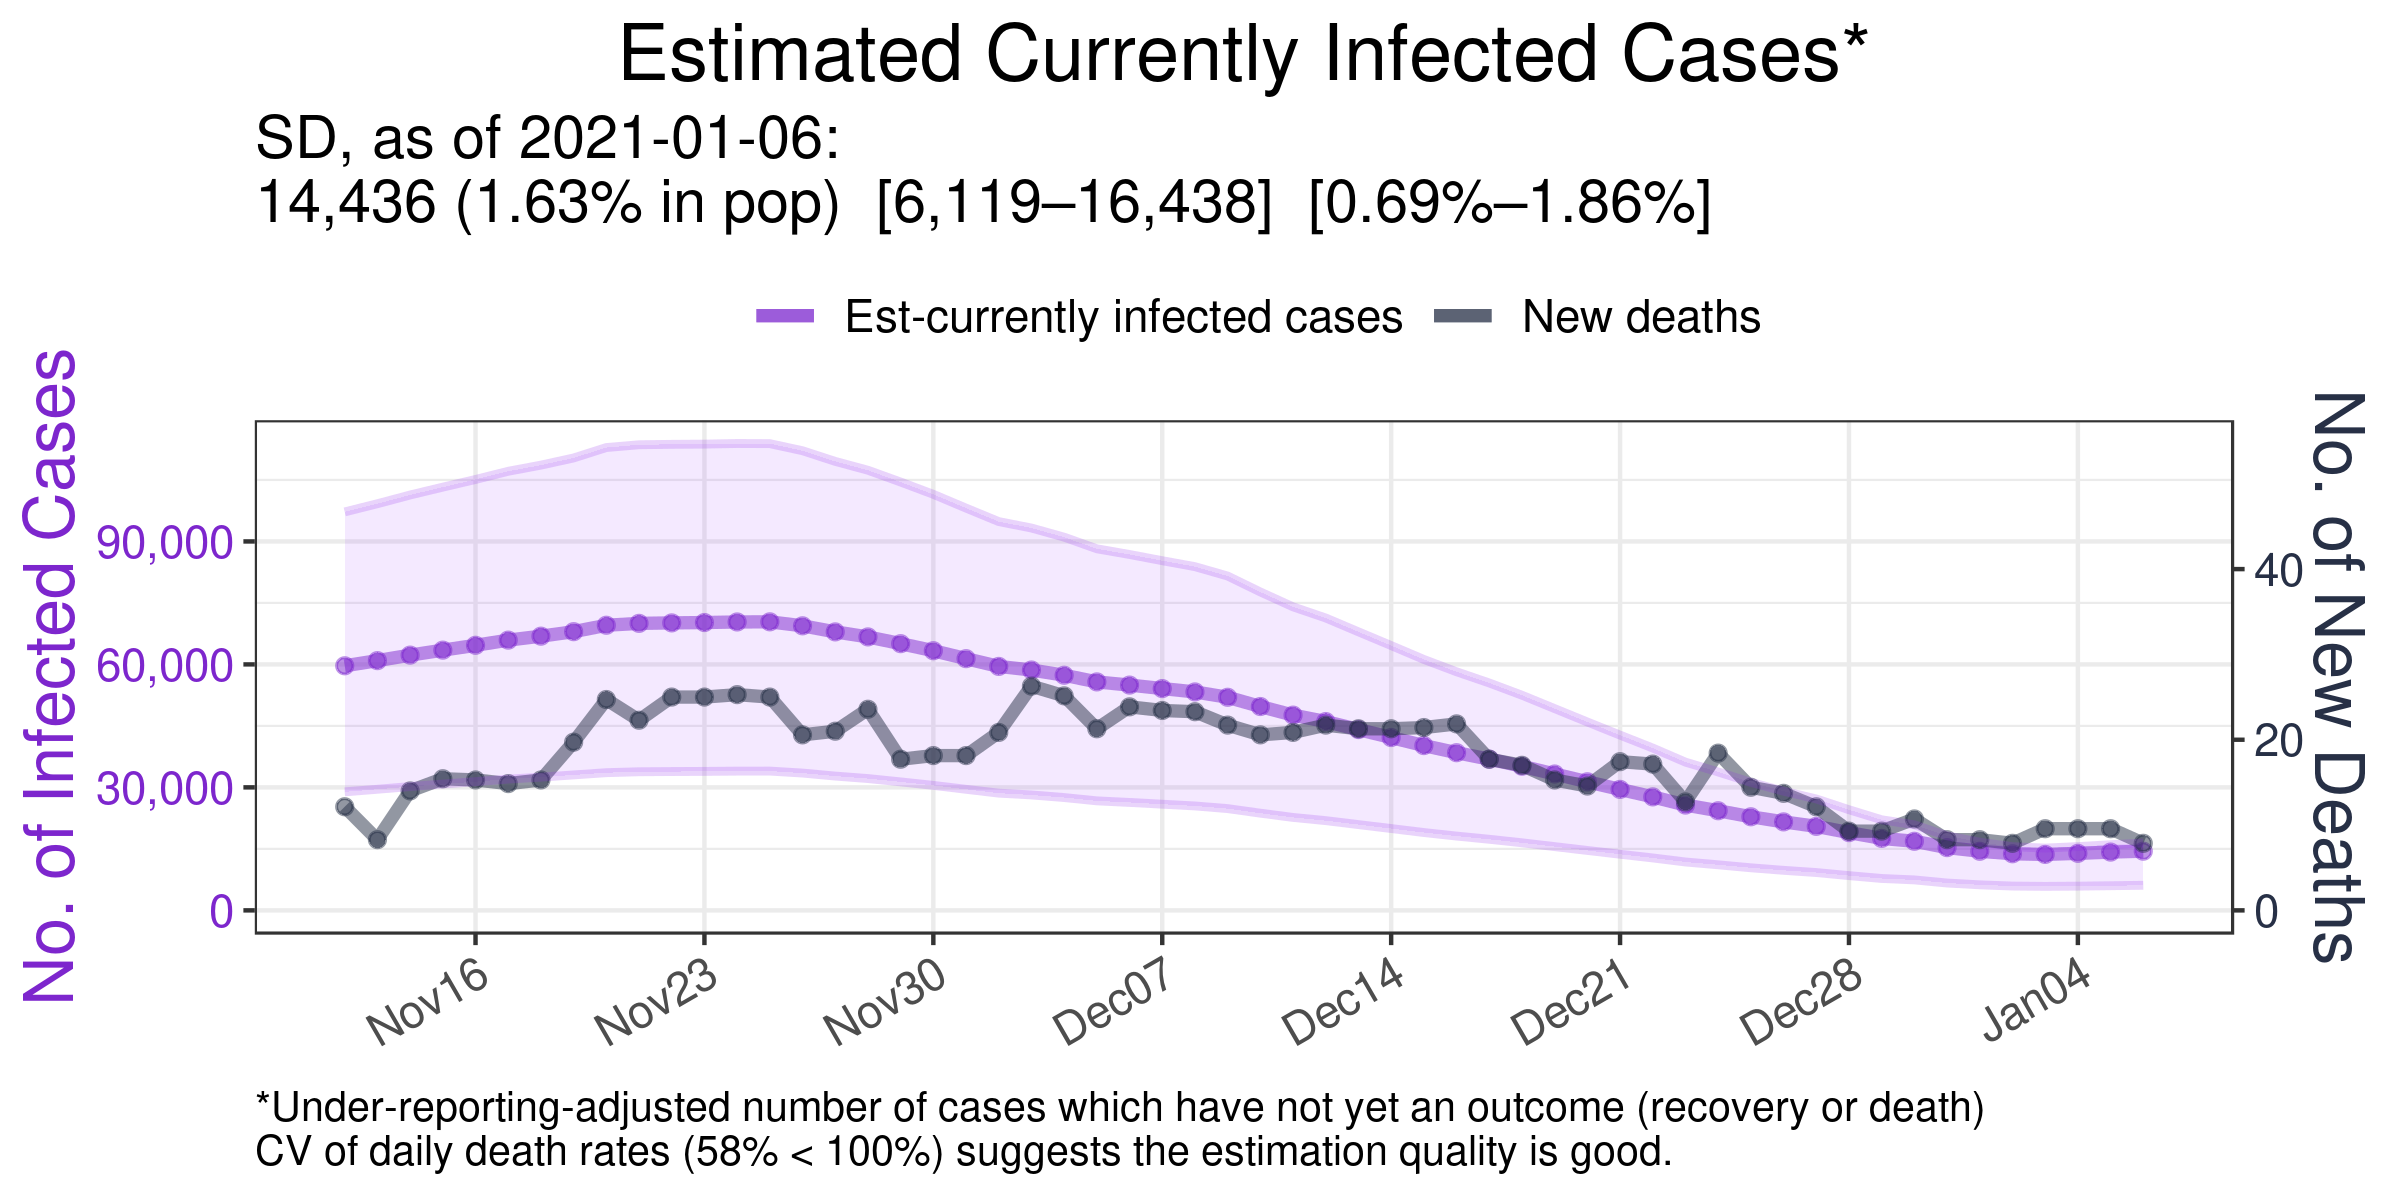 Estimated Currently Infected Cases*
SD, as of 2021-01-06:
14,436 (1.63% in pop)  [6,119–16,438]  [0.69%–1.86%]
Est-currently infected cases
New deaths
No. of Infected Cases
90,000
60,000
30,000
0
No. of New Deaths
40
20
0
Nov16
Nov23
Nov30
Dec07
Dec14
Dec21
Dec28
Jan04
*Under-reporting-adjusted number of cases which have not yet an outcome (recovery or death)
CV of daily death rates (58% < 100%) suggests the estimation quality is good.